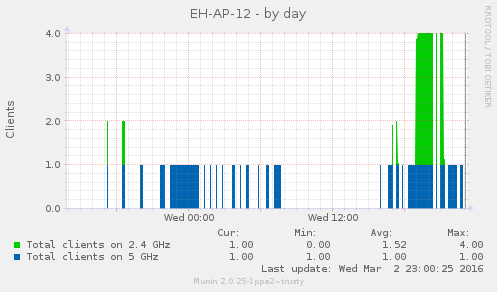 EH-AP-12 - by day
RRDTOOL / TOBI OETIKER
Clients
4.0
3.0
2.0
1.0
0.0
Wed 00:00 Wed 12:00
Cur: Min: Avg: Max:
Total clients on 2.4 GHz 1.00 0.00 1.52 4.00
Total clients on 5 GHz 1.00 1.00 1.00 1.00
Last update: Wed Mar 2 23:00:25 2016
Munin 2.0.25-1ppa2~trusty